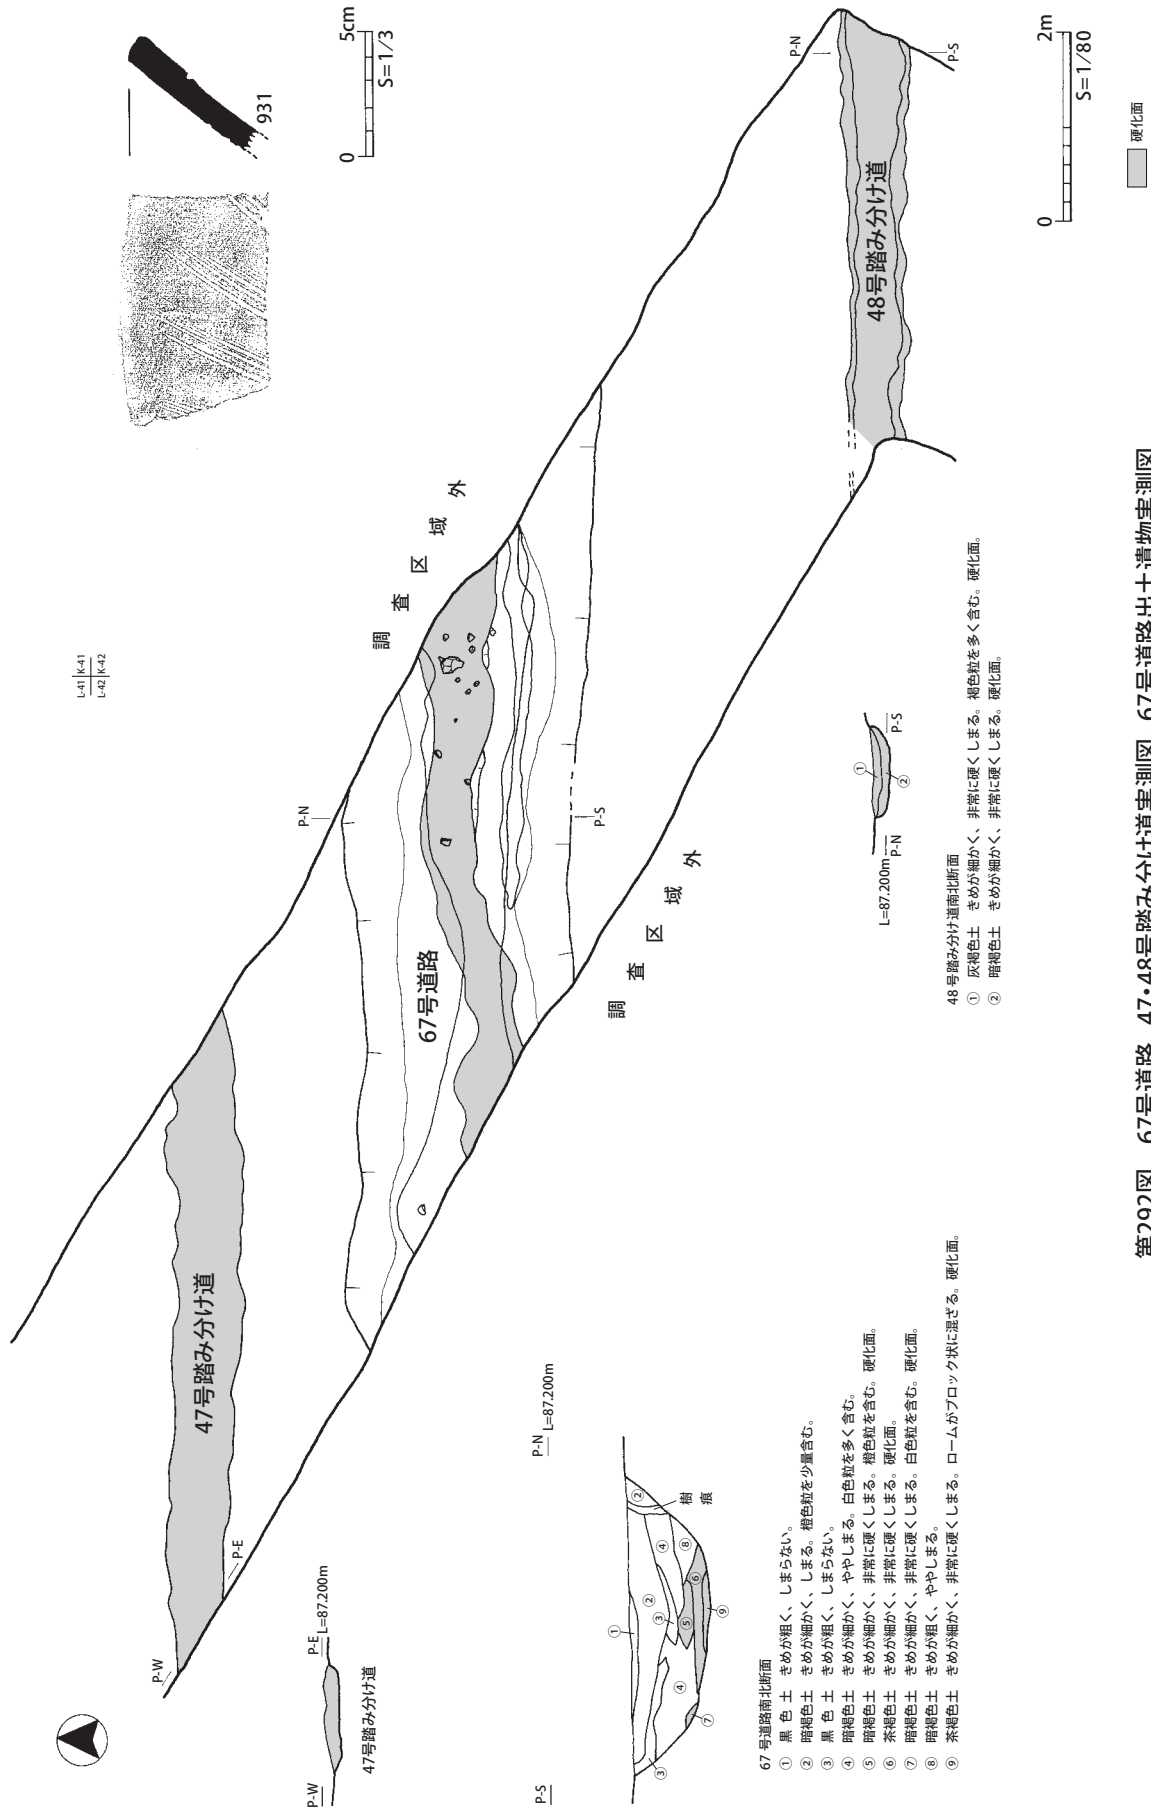 931
0 5cm
S=1/3
P-N
P-S
48号踏み分け道
0 2m
S=1/80
硬化面
L-41 K-41
L-42 K-42
調査区域外
P-N
67号道路
P-S
調査区域外
47号踏み分け道
P-W
P-E
P-W
P-E
L=87.200m
47号踏み分け道
L=87.200m
P-N
P-S
①
②
48号踏み分け道南北断面
① 灰褐色土 きめが細かく、非常に硬くしまる。褐色粒を多く含む。硬化面。
② 暗褐色土 きめが細かく、非常に硬くしまる。硬化面。
P-S
P-N
L=87.200m
①
②
②
③
③
④
④
⑤
⑥
⑦
⑧
⑨
樹痕
67号道路南北断面
① 黒色土 きめが粗く、しまらない。
② 暗褐色土 きめが細かく、しまる。橙色粒を少量含む。
③ 黒色土 きめが粗く、しまらない。
④ 暗褐色土 きめが細かく、ややしまる。白色粒を多く含む。
⑤ 暗褐色土 きめが細かく、非常に硬くしまる。橙色粒を含む。硬化面。
⑥ 茶褐色土 きめが細かく、非常に硬くしまる。硬化面。
⑦ 暗褐色土 きめが細かく、非常に硬くしまる。白色粒を含む。硬化面。
⑧ 暗褐色土 きめが粗く、ややしまる。
⑨ 茶褐色土 きめが細かく、非常に硬くしまる。ロームがブロック状に混ざる。硬化面。
第292図 67号道路、47・48号踏み分け道実測図、67号道路出土遺物実測図